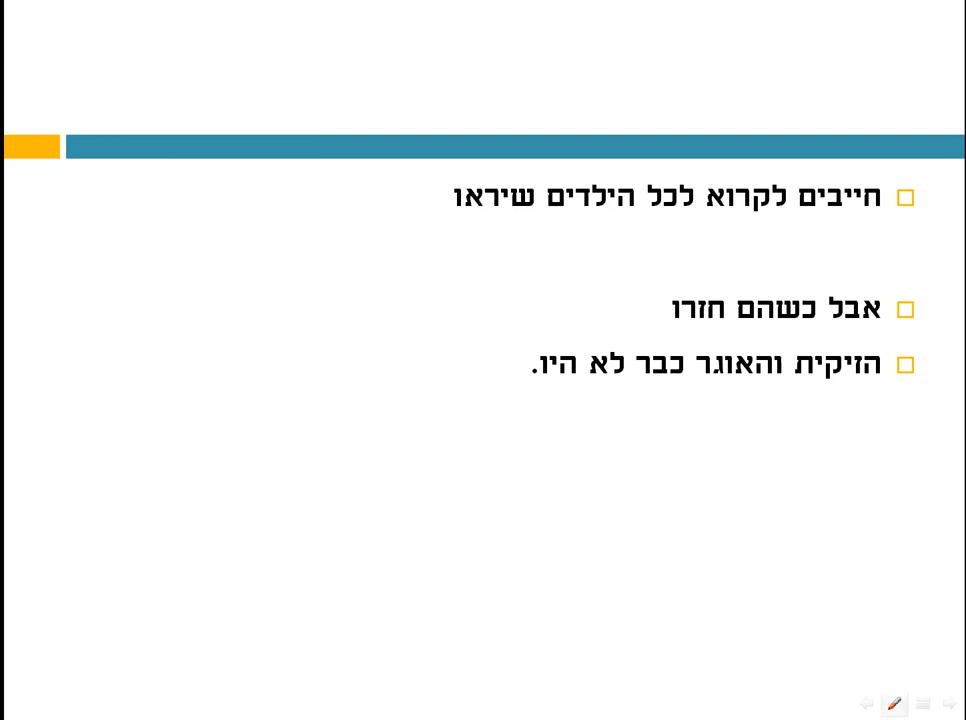 חייבים לקרוא לכל הילדים שיראו
אבל כשהם חזרו
הזיקית והאוגר כבר לא היו.